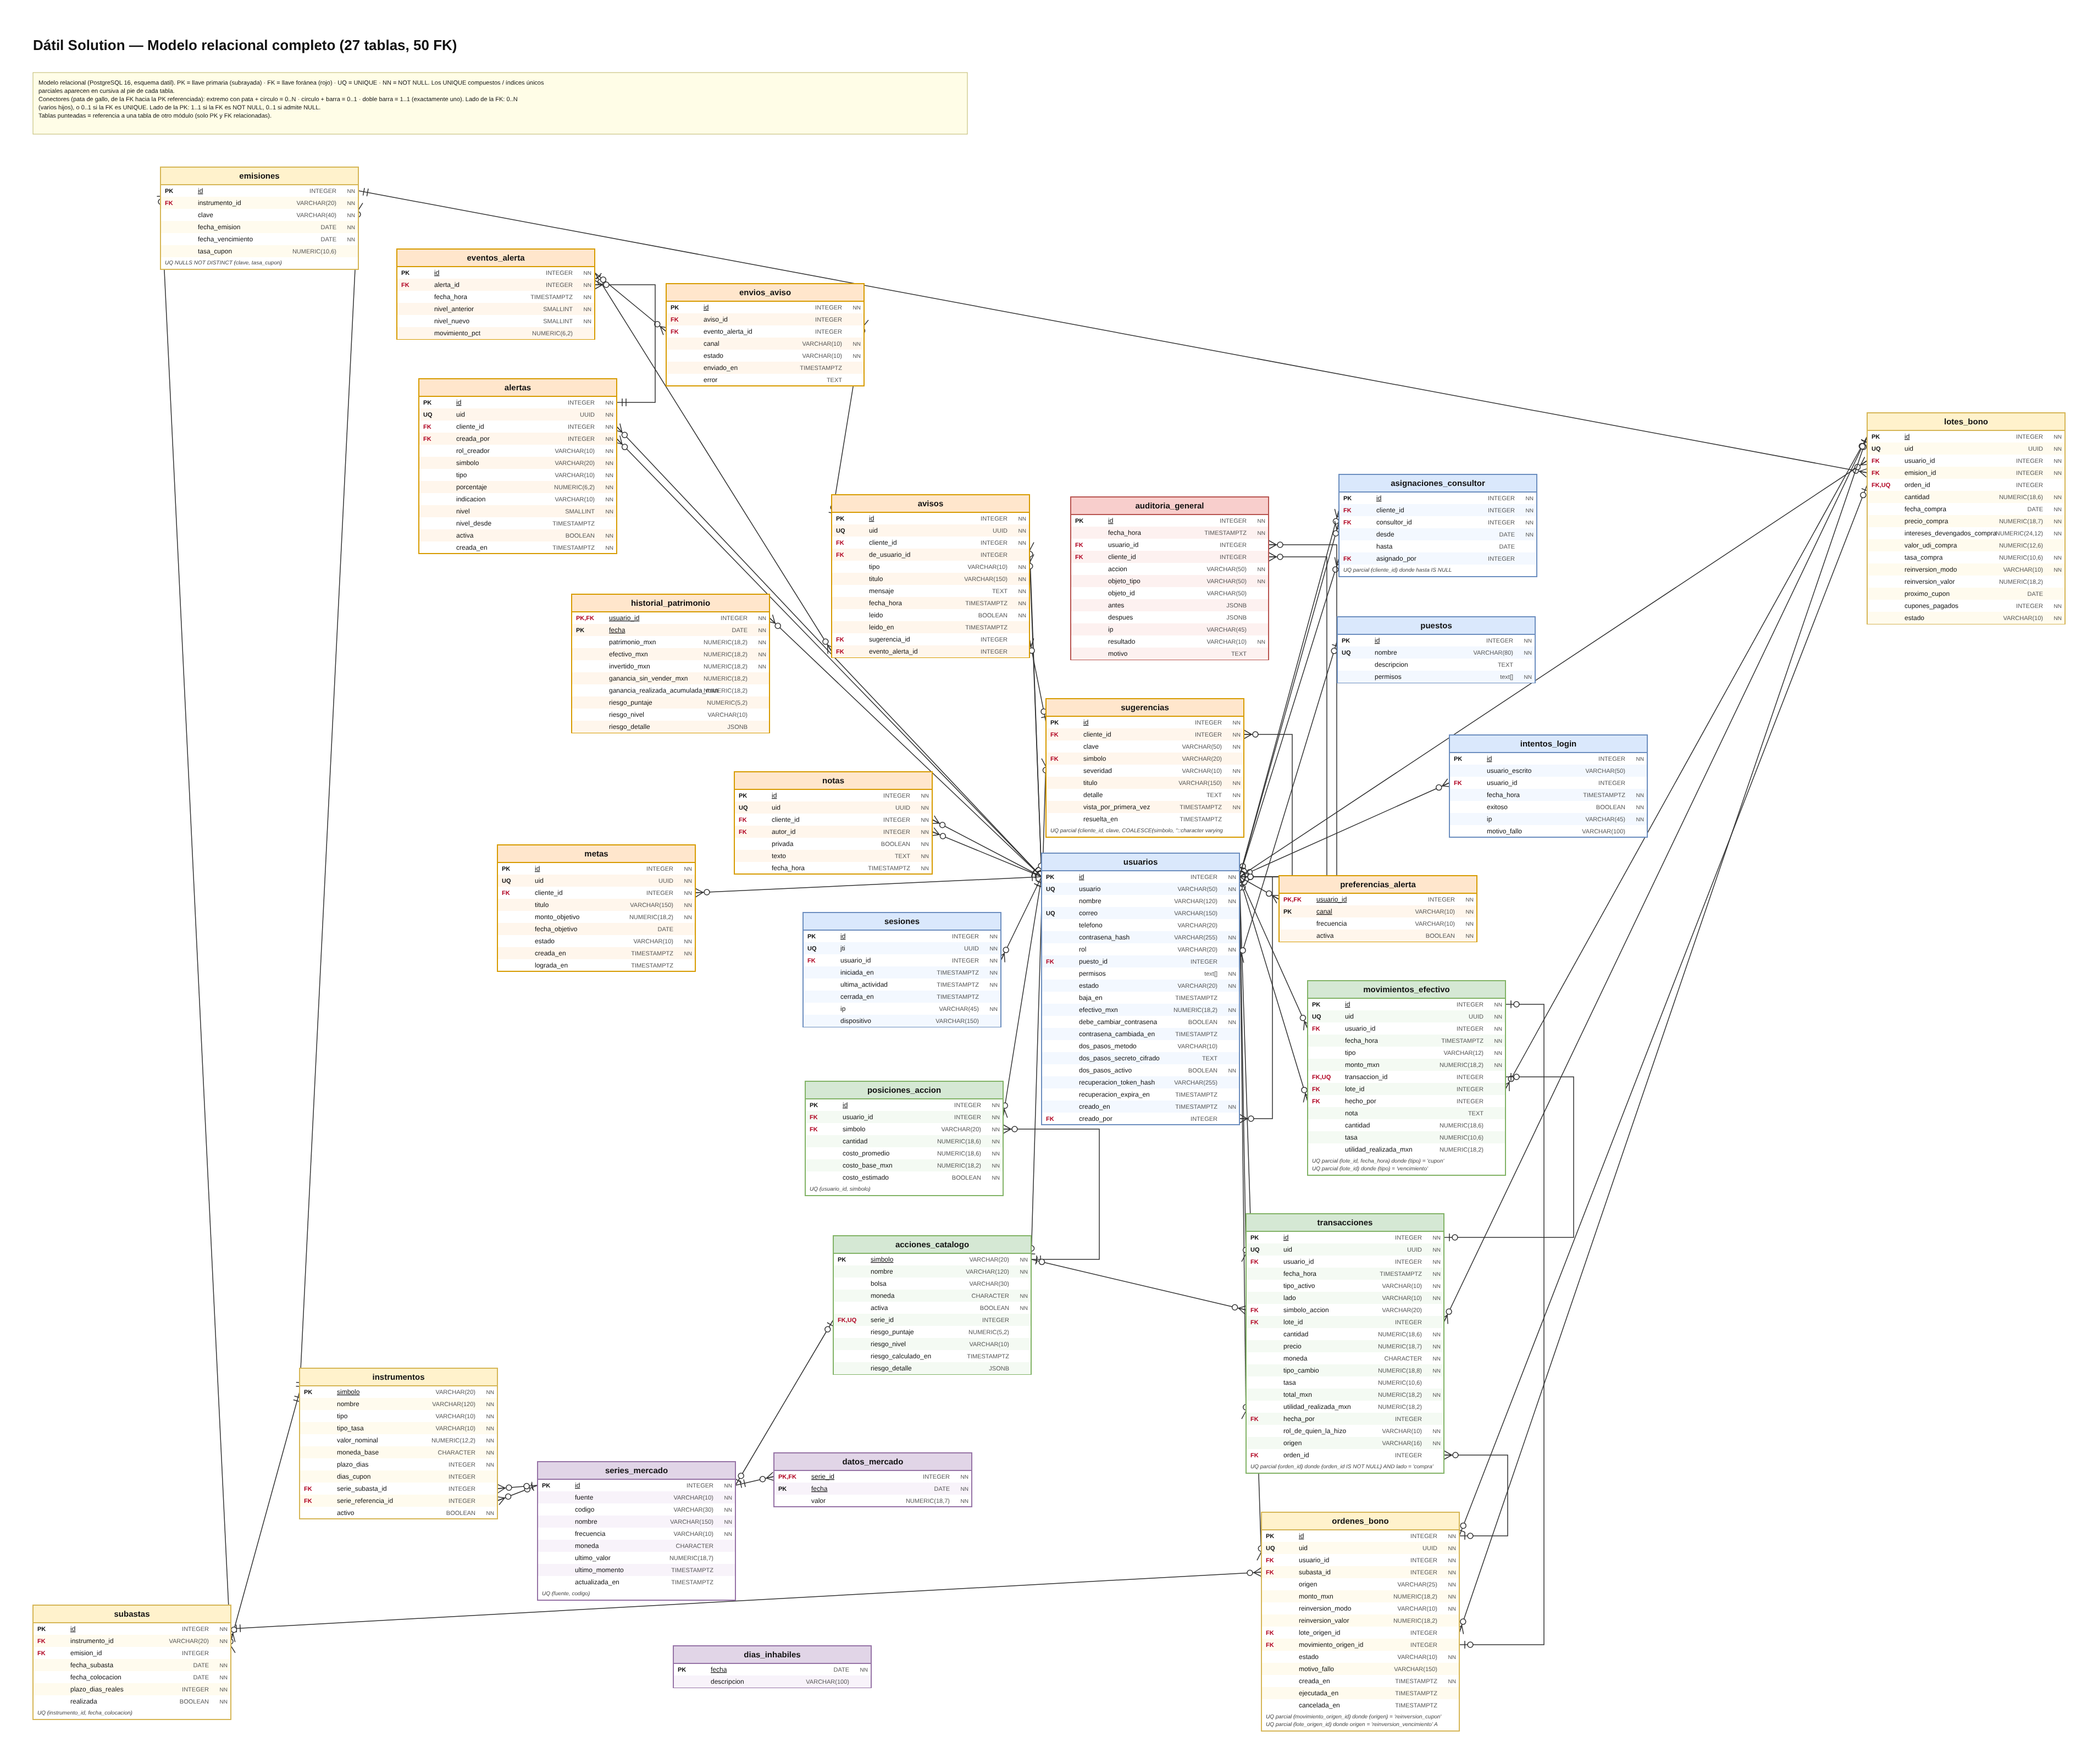 Dátil Solution — Modelo relacional completo (27 tablas, 50 FK)
Modelo relacional (PostgreSQL 16, esquema datil). PK = llave primaria (subrayada) · FK = llave foránea (rojo) · UQ = UNIQUE · NN = NOT NULL. Los UNIQUE compuestos / índices únicos
parciales aparecen en cursiva al pie de cada tabla.
Conectores (pata de gallo, de la FK hacia la PK referenciada): extremo con pata + círculo = 0..N · círculo + barra = 0..1 · doble barra = 1..1 (exactamente uno). Lado de la FK: 0..N
(varios hijos), o 0..1 si la FK es UNIQUE. Lado de la PK: 1..1 si la FK es NOT NULL, 0..1 si admite NULL.
Tablas punteadas = referencia a una tabla de otro módulo (solo PK y FK relacionadas).
emisiones
PK id INTEGER NN
FK instrumento_id VARCHAR(20) NN
clave VARCHAR(40) NN
fecha_emision DATE NN
fecha_vencimiento DATE NN
tasa_cupon NUMERIC(10,6)
UQ NULLS NOT DISTINCT (clave, tasa_cupon)
eventos_alerta
PK id INTEGER NN
FK alerta_id INTEGER NN
fecha_hora TIMESTAMPTZ NN
nivel_anterior SMALLINT NN
nivel_nuevo SMALLINT NN
movimiento_pct NUMERIC(6,2)
envios_aviso
PK id INTEGER NN
FK aviso_id INTEGER
FK evento_alerta_id INTEGER
canal VARCHAR(10) NN
estado VARCHAR(10) NN
enviado_en TIMESTAMPTZ
error TEXT
alertas
PK id INTEGER NN
UQ uid UUID NN
FK cliente_id INTEGER NN
FK creada_por INTEGER NN
rol_creador VARCHAR(10) NN
simbolo VARCHAR(20) NN
tipo VARCHAR(10) NN
porcentaje NUMERIC(6,2) NN
indicacion VARCHAR(10) NN
nivel SMALLINT NN
nivel_desde TIMESTAMPTZ
activa BOOLEAN NN
creada_en TIMESTAMPTZ NN
lotes_bono
PK id INTEGER NN
UQ uid UUID NN
FK usuario_id INTEGER NN
FK emision_id INTEGER NN
FK,UQ orden_id INTEGER
cantidad NUMERIC(18,6) NN
fecha_compra DATE NN
precio_compra NUMERIC(18,7) NN
intereses_devengados_compra NUMERIC(24,12) NN
valor_udi_compra NUMERIC(12,6)
tasa_compra NUMERIC(10,6) NN
reinversion_modo VARCHAR(10) NN
reinversion_valor NUMERIC(18,2)
proximo_cupon DATE
cupones_pagados INTEGER NN
estado VARCHAR(10) NN
asignaciones_consultor
PK id INTEGER NN
FK cliente_id INTEGER NN
FK consultor_id INTEGER NN
desde DATE NN
hasta DATE
FK asignado_por INTEGER
UQ parcial (cliente_id) donde hasta IS NULL
avisos
PK id INTEGER NN
UQ uid UUID NN
FK cliente_id INTEGER NN
FK de_usuario_id INTEGER
tipo VARCHAR(10) NN
titulo VARCHAR(150) NN
mensaje TEXT NN
fecha_hora TIMESTAMPTZ NN
leido BOOLEAN NN
leido_en TIMESTAMPTZ
FK sugerencia_id INTEGER
FK evento_alerta_id INTEGER
auditoria_general
PK id INTEGER NN
fecha_hora TIMESTAMPTZ NN
FK usuario_id INTEGER
FK cliente_id INTEGER
accion VARCHAR(50) NN
objeto_tipo VARCHAR(50) NN
objeto_id VARCHAR(50)
antes JSONB
despues JSONB
ip VARCHAR(45)
resultado VARCHAR(10) NN
motivo TEXT
puestos
PK id INTEGER NN
UQ nombre VARCHAR(80) NN
descripcion TEXT
permisos text[] NN
historial_patrimonio
PK,FK usuario_id INTEGER NN
PK fecha DATE NN
patrimonio_mxn NUMERIC(18,2) NN
efectivo_mxn NUMERIC(18,2) NN
invertido_mxn NUMERIC(18,2) NN
ganancia_sin_vender_mxn NUMERIC(18,2)
ganancia_realizada_acumulada_mxn NUMERIC(18,2)
riesgo_puntaje NUMERIC(5,2)
riesgo_nivel VARCHAR(10)
riesgo_detalle JSONB
sugerencias
PK id INTEGER NN
FK cliente_id INTEGER NN
clave VARCHAR(50) NN
FK simbolo VARCHAR(20)
severidad VARCHAR(10) NN
titulo VARCHAR(150) NN
detalle TEXT NN
vista_por_primera_vez TIMESTAMPTZ NN
resuelta_en TIMESTAMPTZ
UQ parcial (cliente_id, clave, COALESCE(simbolo, ''::character varying
intentos_login
PK id INTEGER NN
usuario_escrito VARCHAR(50)
FK usuario_id INTEGER
fecha_hora TIMESTAMPTZ NN
exitoso BOOLEAN NN
ip VARCHAR(45) NN
motivo_fallo VARCHAR(100)
notas
PK id INTEGER NN
UQ uid UUID NN
FK cliente_id INTEGER NN
FK autor_id INTEGER NN
privada BOOLEAN NN
texto TEXT NN
fecha_hora TIMESTAMPTZ NN
metas
PK id INTEGER NN
UQ uid UUID NN
FK cliente_id INTEGER NN
titulo VARCHAR(150) NN
monto_objetivo NUMERIC(18,2) NN
fecha_objetivo DATE
estado VARCHAR(10) NN
creada_en TIMESTAMPTZ NN
lograda_en TIMESTAMPTZ
usuarios
PK id INTEGER NN
UQ usuario VARCHAR(50) NN
nombre VARCHAR(120) NN
UQ correo VARCHAR(150)
telefono VARCHAR(20)
contrasena_hash VARCHAR(255) NN
rol VARCHAR(20) NN
FK puesto_id INTEGER
permisos text[] NN
estado VARCHAR(20) NN
baja_en TIMESTAMPTZ
efectivo_mxn NUMERIC(18,2) NN
debe_cambiar_contrasena BOOLEAN NN
contrasena_cambiada_en TIMESTAMPTZ
dos_pasos_metodo VARCHAR(10)
dos_pasos_secreto_cifrado TEXT
dos_pasos_activo BOOLEAN NN
recuperacion_token_hash VARCHAR(255)
recuperacion_expira_en TIMESTAMPTZ
creado_en TIMESTAMPTZ NN
FK creado_por INTEGER
preferencias_alerta
PK,FK usuario_id INTEGER NN
PK canal VARCHAR(10) NN
frecuencia VARCHAR(10) NN
activa BOOLEAN NN
sesiones
PK id INTEGER NN
UQ jti UUID NN
FK usuario_id INTEGER NN
iniciada_en TIMESTAMPTZ NN
ultima_actividad TIMESTAMPTZ NN
cerrada_en TIMESTAMPTZ
ip VARCHAR(45) NN
dispositivo VARCHAR(150)
movimientos_efectivo
PK id INTEGER NN
UQ uid UUID NN
FK usuario_id INTEGER NN
fecha_hora TIMESTAMPTZ NN
tipo VARCHAR(12) NN
monto_mxn NUMERIC(18,2) NN
FK,UQ transaccion_id INTEGER
FK lote_id INTEGER
FK hecho_por INTEGER
nota TEXT
cantidad NUMERIC(18,6)
tasa NUMERIC(10,6)
utilidad_realizada_mxn NUMERIC(18,2)
UQ parcial (lote_id, fecha_hora) donde (tipo) = 'cupon'
UQ parcial (lote_id) donde (tipo) = 'vencimiento'
posiciones_accion
PK id INTEGER NN
FK usuario_id INTEGER NN
FK simbolo VARCHAR(20) NN
cantidad NUMERIC(18,6) NN
costo_promedio NUMERIC(18,6) NN
costo_base_mxn NUMERIC(18,2) NN
costo_estimado BOOLEAN NN
UQ (usuario_id, simbolo)
transacciones
PK id INTEGER NN
UQ uid UUID NN
FK usuario_id INTEGER NN
fecha_hora TIMESTAMPTZ NN
tipo_activo VARCHAR(10) NN
lado VARCHAR(10) NN
FK simbolo_accion VARCHAR(20)
FK lote_id INTEGER
cantidad NUMERIC(18,6) NN
precio NUMERIC(18,7) NN
moneda CHARACTER NN
tipo_cambio NUMERIC(18,8) NN
tasa NUMERIC(10,6)
total_mxn NUMERIC(18,2) NN
utilidad_realizada_mxn NUMERIC(18,2)
FK hecha_por INTEGER
rol_de_quien_la_hizo VARCHAR(10) NN
origen VARCHAR(16) NN
FK orden_id INTEGER
UQ parcial (orden_id) donde (orden_id IS NOT NULL) AND lado = 'compra'
acciones_catalogo
PK simbolo VARCHAR(20) NN
nombre VARCHAR(120) NN
bolsa VARCHAR(30)
moneda CHARACTER NN
activa BOOLEAN NN
FK,UQ serie_id INTEGER
riesgo_puntaje NUMERIC(5,2)
riesgo_nivel VARCHAR(10)
riesgo_calculado_en TIMESTAMPTZ
riesgo_detalle JSONB
instrumentos
PK simbolo VARCHAR(20) NN
nombre VARCHAR(120) NN
tipo VARCHAR(10) NN
tipo_tasa VARCHAR(10) NN
valor_nominal NUMERIC(12,2) NN
moneda_base CHARACTER NN
plazo_dias INTEGER NN
dias_cupon INTEGER
FK serie_subasta_id INTEGER
FK serie_referencia_id INTEGER
activo BOOLEAN NN
series_mercado
PK id INTEGER NN
fuente VARCHAR(10) NN
codigo VARCHAR(30) NN
nombre VARCHAR(150) NN
frecuencia VARCHAR(10) NN
moneda CHARACTER
ultimo_valor NUMERIC(18,7)
ultimo_momento TIMESTAMPTZ
actualizada_en TIMESTAMPTZ
UQ (fuente, codigo)
datos_mercado
PK,FK serie_id INTEGER NN
PK fecha DATE NN
valor NUMERIC(18,7) NN
ordenes_bono
PK id INTEGER NN
UQ uid UUID NN
FK usuario_id INTEGER NN
FK subasta_id INTEGER NN
origen VARCHAR(25) NN
monto_mxn NUMERIC(18,2) NN
reinversion_modo VARCHAR(10) NN
reinversion_valor NUMERIC(18,2)
FK lote_origen_id INTEGER
FK movimiento_origen_id INTEGER
estado VARCHAR(10) NN
motivo_fallo VARCHAR(150)
creada_en TIMESTAMPTZ NN
ejecutada_en TIMESTAMPTZ
cancelada_en TIMESTAMPTZ
UQ parcial (movimiento_origen_id) donde (origen) = 'reinversion_cupon'
UQ parcial (lote_origen_id) donde origen = 'reinversion_vencimiento' A
subastas
PK id INTEGER NN
FK instrumento_id VARCHAR(20) NN
FK emision_id INTEGER
fecha_subasta DATE NN
fecha_colocacion DATE NN
plazo_dias_reales INTEGER NN
realizada BOOLEAN NN
UQ (instrumento_id, fecha_colocacion)
dias_inhabiles
PK fecha DATE NN
descripcion VARCHAR(100)